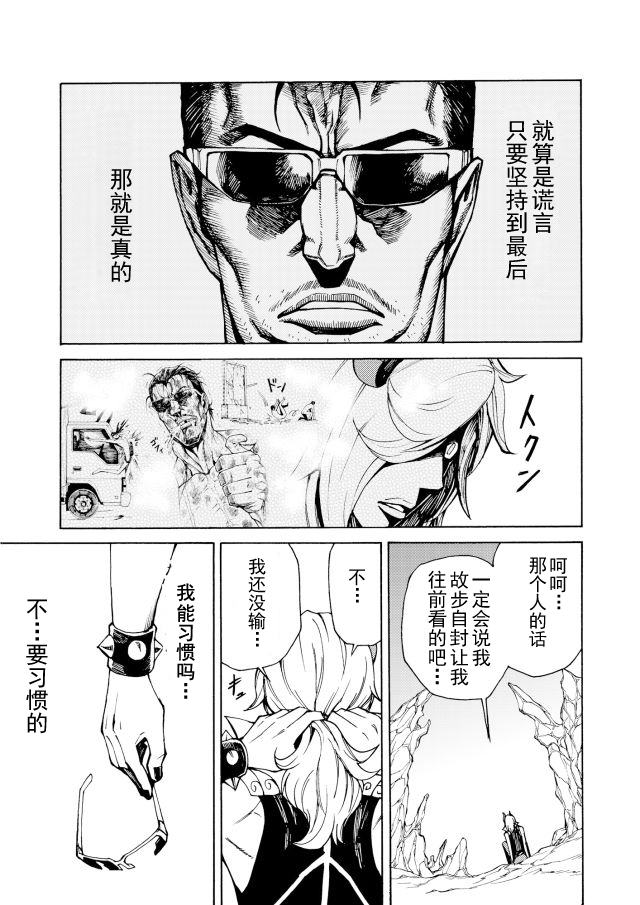 就算是谎言
只要坚持到最后
那就是真的
ドン
人クン
呵呵…
那个人的话
一定会说我
故步自封让我
往前看的吧…
不…
我还没输…
我能习惯吗…
不…要习惯的